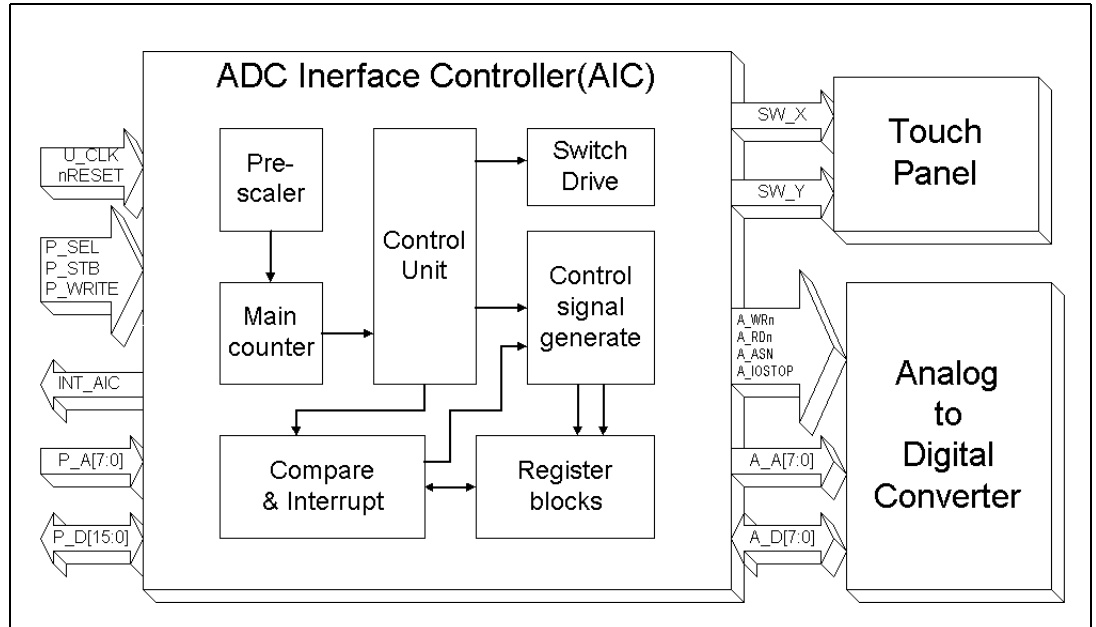 ADC Inerface Controller(AIC)
U_CLK
nRESET
P_SEL
P_STB
P_WRITE
INT_AIC
P_A[7:0]
P_D[15:0]
Pre-
scaler
Main
counter
Control
Unit
Switch
Drive
Control
signal
generate
Compare
& Interrupt
Register
blocks
SW_X
SW_Y
A_WRn
A_RDn
A_ASN
A_IOSTOP
A_A[7:0]
A_D[7:0]
Touch
Panel
Analog
to
Digital
Converter